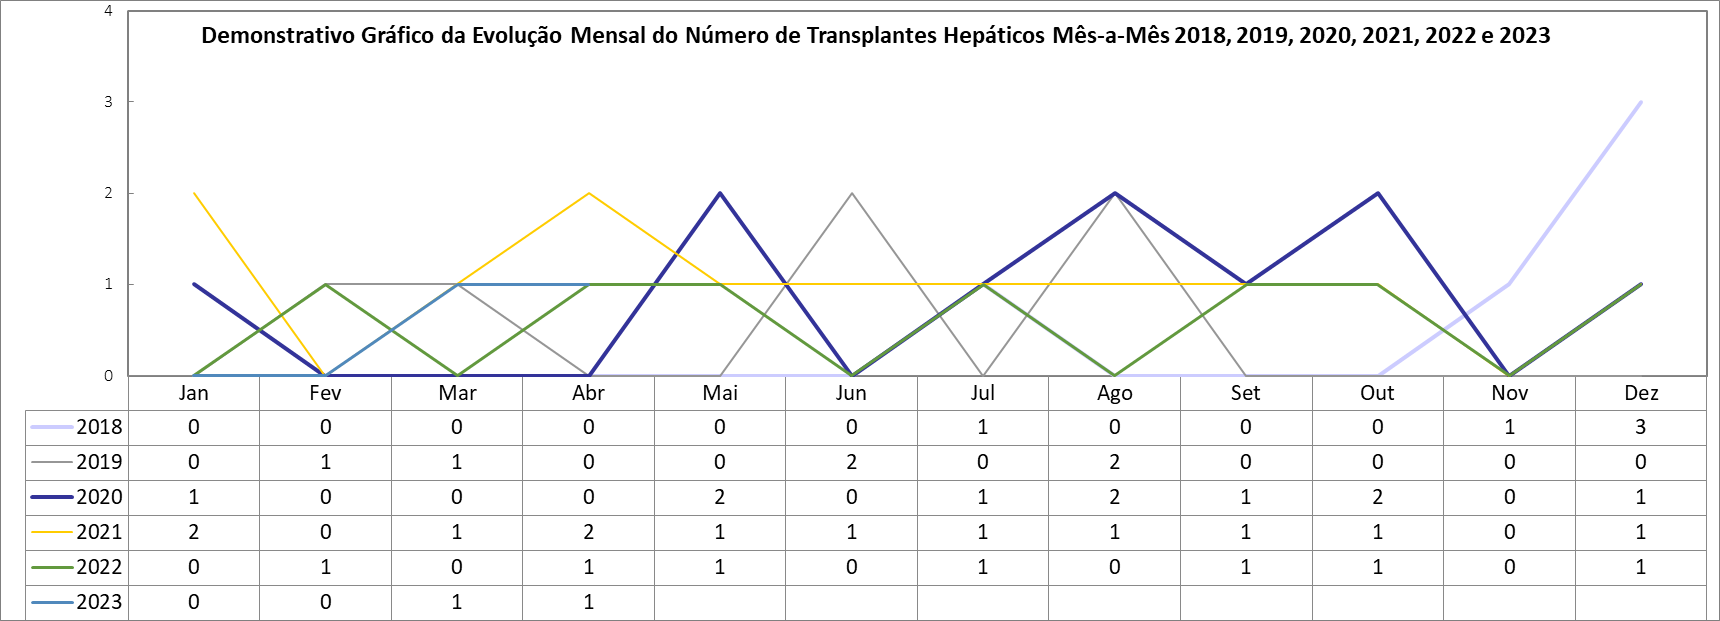 Demonstrativo Gráfico da Evolução Mensal do Número de Transplantes Hepáticos Mês-a-Mês 2018, 2019, 2020, 2021, 2022 e 2023
4
3
2
1
0
Jan Fev Mar Abr Mai Jun Jul Ago Set Out Nov Dez
2018 0 0 0 0 0 0 1 0 0 0 1 3
2019 0 1 1 0 0 2 0 2 0 0 0 0
2020 1 0 0 0 2 0 1 2 1 2 0 1
2021 2 0 1 2 1 1 1 1 1 1 0 1
2022 0 1 0 1 1 0 1 0 1 1 0 1
2023 0 0 1 1